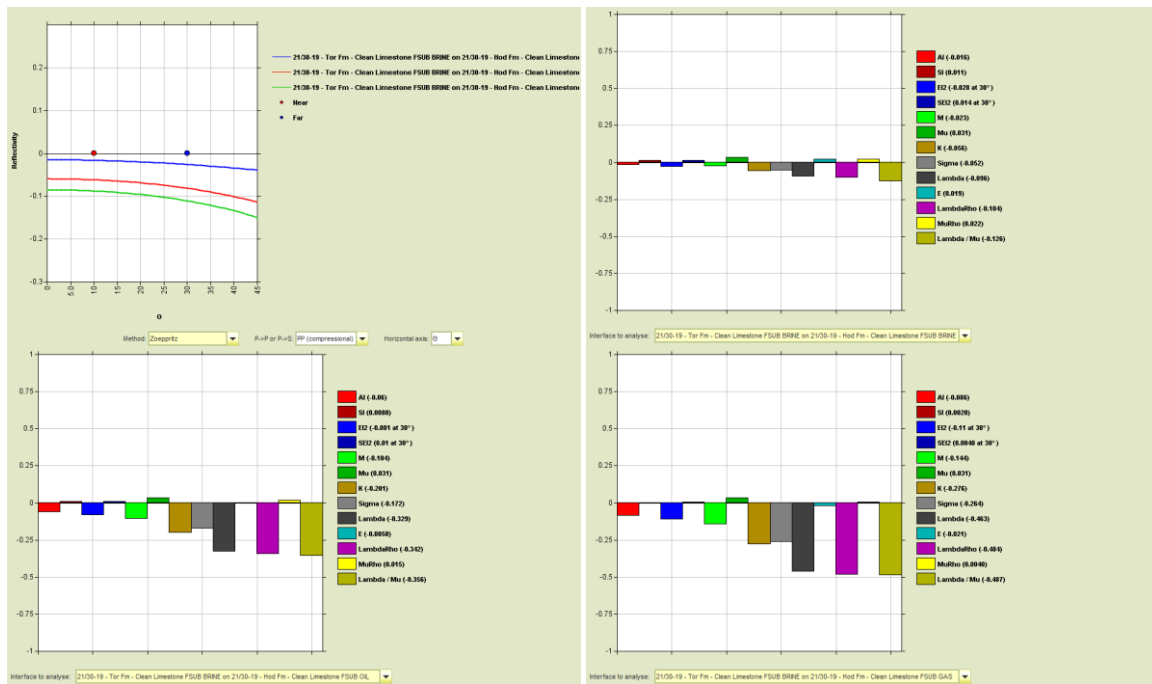 0.2
0.1
0
-0.1
-0.2
-0.3
Reflectivity
0
5.0
10
15
20
25
30
35
40
45
Θ
21/30-19 - Tor Fm - Clean Limestone FSUB BRINE on 21/30-19 - Hod Fm - Clean Limestone
21/30-19 - Tor Fm - Clean Limestone FSUB BRINE on 21/30-19 - Hod Fm - Clean Limestone
21/30-19 - Tor Fm - Clean Limestone FSUB BRINE on 21/30-19 - Hod Fm - Clean Limestone
Near
Far
Method: Zoeppritz P->P or P->S: PP (compressional) Horizontal axis: Θ
1
0.75
0.5
0.25
0
-0.25
-0.5
-0.75
-1
AI (-0.016)
SI (0.011)
EI2 (-0.028 at 30°)
SEI2 (0.014 at 30°)
M (-0.023)
Mu (0.031)
K (-0.056)
Sigma (-0.052)
Lambda (-0.096)
E (0.019)
LambdaRho (-0.104)
MuRho (0.022)
Lambda / Mu (-0.126)
Interface to analyse: 21/30-19 - Tor Fm - Clean Limestone FSUB BRINE on 21/30-19 - Hod Fm - Clean Limestone FSUB BRINE
1
0.75
0.5
0.25
0
-0.25
-0.5
-0.75
-1
AI (-0.06)
SI (0.0080)
EI2 (-0.081 at 30°)
SEI2 (0.01 at 30°)
M (-0.104)
Mu (0.031)
K (-0.201)
Sigma (-0.172)
Lambda (-0.329)
E (-0.0050)
LambdaRho (-0.342)
MuRho (0.015)
Lambda / Mu (-0.356)
Interface to analyse: 21/30-19 - Tor Fm - Clean Limestone FSUB BRINE on 21/30-19 - Hod Fm - Clean Limestone FSUB OIL
1
0.75
0.5
0.25
0
-0.25
-0.5
-0.75
-1
AI (-0.086)
SI (0.0020)
EI2 (-0.11 at 30°)
SEI2 (0.0040 at 30°)
M (-0.144)
Mu (0.031)
K (-0.276)
Sigma (-0.264)
Lambda (-0.463)
E (-0.021)
LambdaRho (-0.484)
MuRho (0.0040)
Lambda / Mu (-0.487)
Interface to analyse: 21/30-19 - Tor Fm - Clean Limestone FSUB BRINE on 21/30-19 - Hod Fm - Clean Limestone FSUB GAS